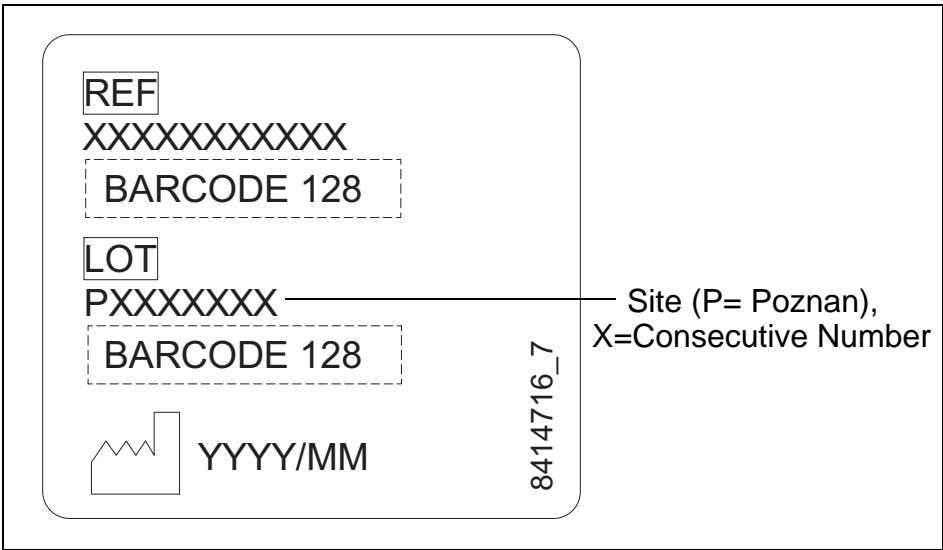 REF
XXXXXXXXXXX
BARCODE 128
LOT
PXXXXXXX
Site (P= Poznan),
X=Consecutive Number
BARCODE 128
YYYY/MM
8414716_7